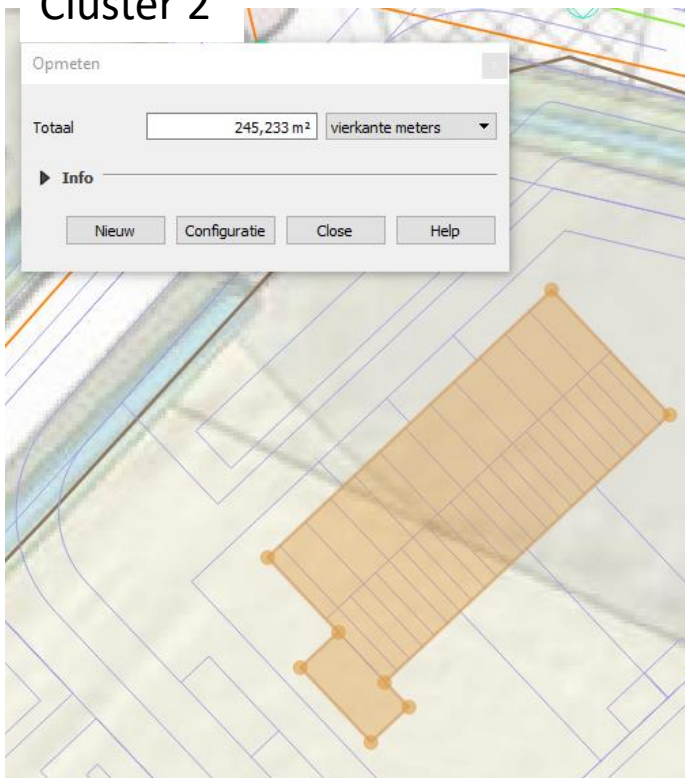 Cluster 2
Opmeten
Totaal 245,233 m² vierkante meters
Info
Nieuw Configuratie Close Help